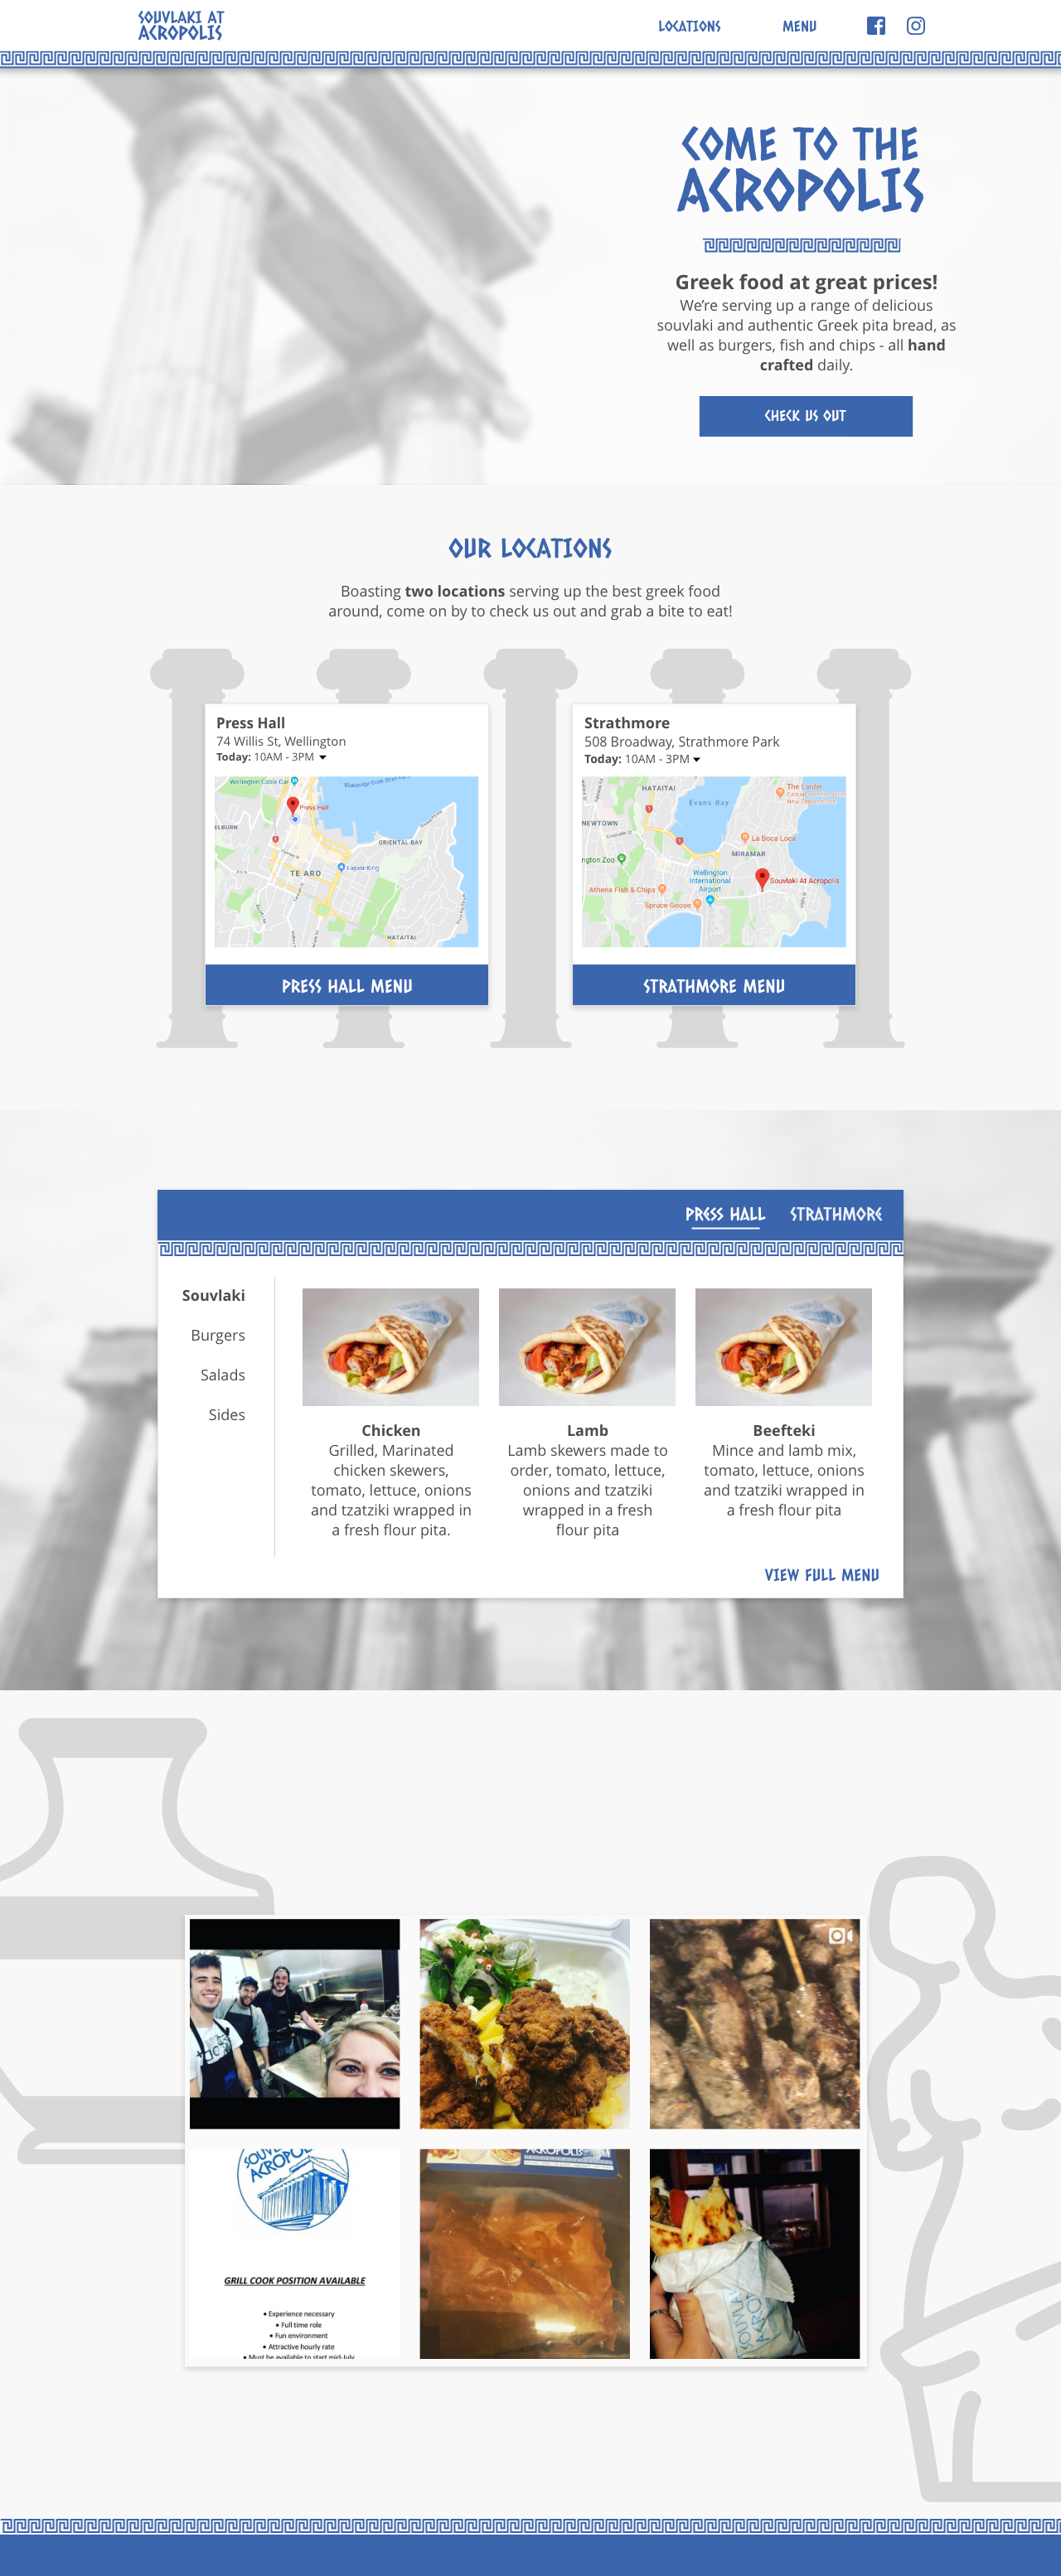 SOUVLAKI AT
ACROPOLIS
LOCATIONS
MENU
COME TO THE
ACROPOLIS
Greek food at great prices!
We're serving up a range of delicious
souvlaki and authentic Greek pita bread, as
well as burgers, fish and chips - all hand
crafted daily.
CHECK US OUT
OUR LOCATIONS
Boasting two locations serving up the best greek food
around, come on by to check us out and grab a bite to eat!
Press Hall
74 Willis St, Wellington
Today: 10AM - 3PM
Wellington Cable Car
Press Hall
ELBURN
ORIENTAL BAY
TE ARO
Liquor King
HATAITAI
PRESS HALL MENU
Strathmore
508 Broadway, Strathmore Park
Today: 10AM - 3PM
HATAITAI
The Larder
Evans Bay
NEWTOWN
La Boca Loca
MIRAMAR
ngton Zoo
Wellington
International
Airport
Souvlaki At Acropolis
Athena Fish & Chips
Spruce Goose
STRATHMORE MENU
PRESS HALL
STRATHMORE
Souvlaki
Burgers
Salads
Sides
Chicken
Grilled, Marinated
chicken skewers,
tomato, lettuce, onions
and tzatziki wrapped in
a fresh flour pita.
Lamb
Lamb skewers made to
order, tomato, lettuce,
onions and tzatziki
wrapped in a fresh
flour pita
Beefteki
Mince and lamb mix,
tomato, lettuce, onions
and tzatziki wrapped in
a fresh flour pita
VIEW FULL MENU
ACROPOL
GRILL COOK POSITION AVAILABLE
• Experience necessary
• Full time role
• Fun environment
• Attractive hourly rate
• Must be available to start mid-July
ACROPOLIS